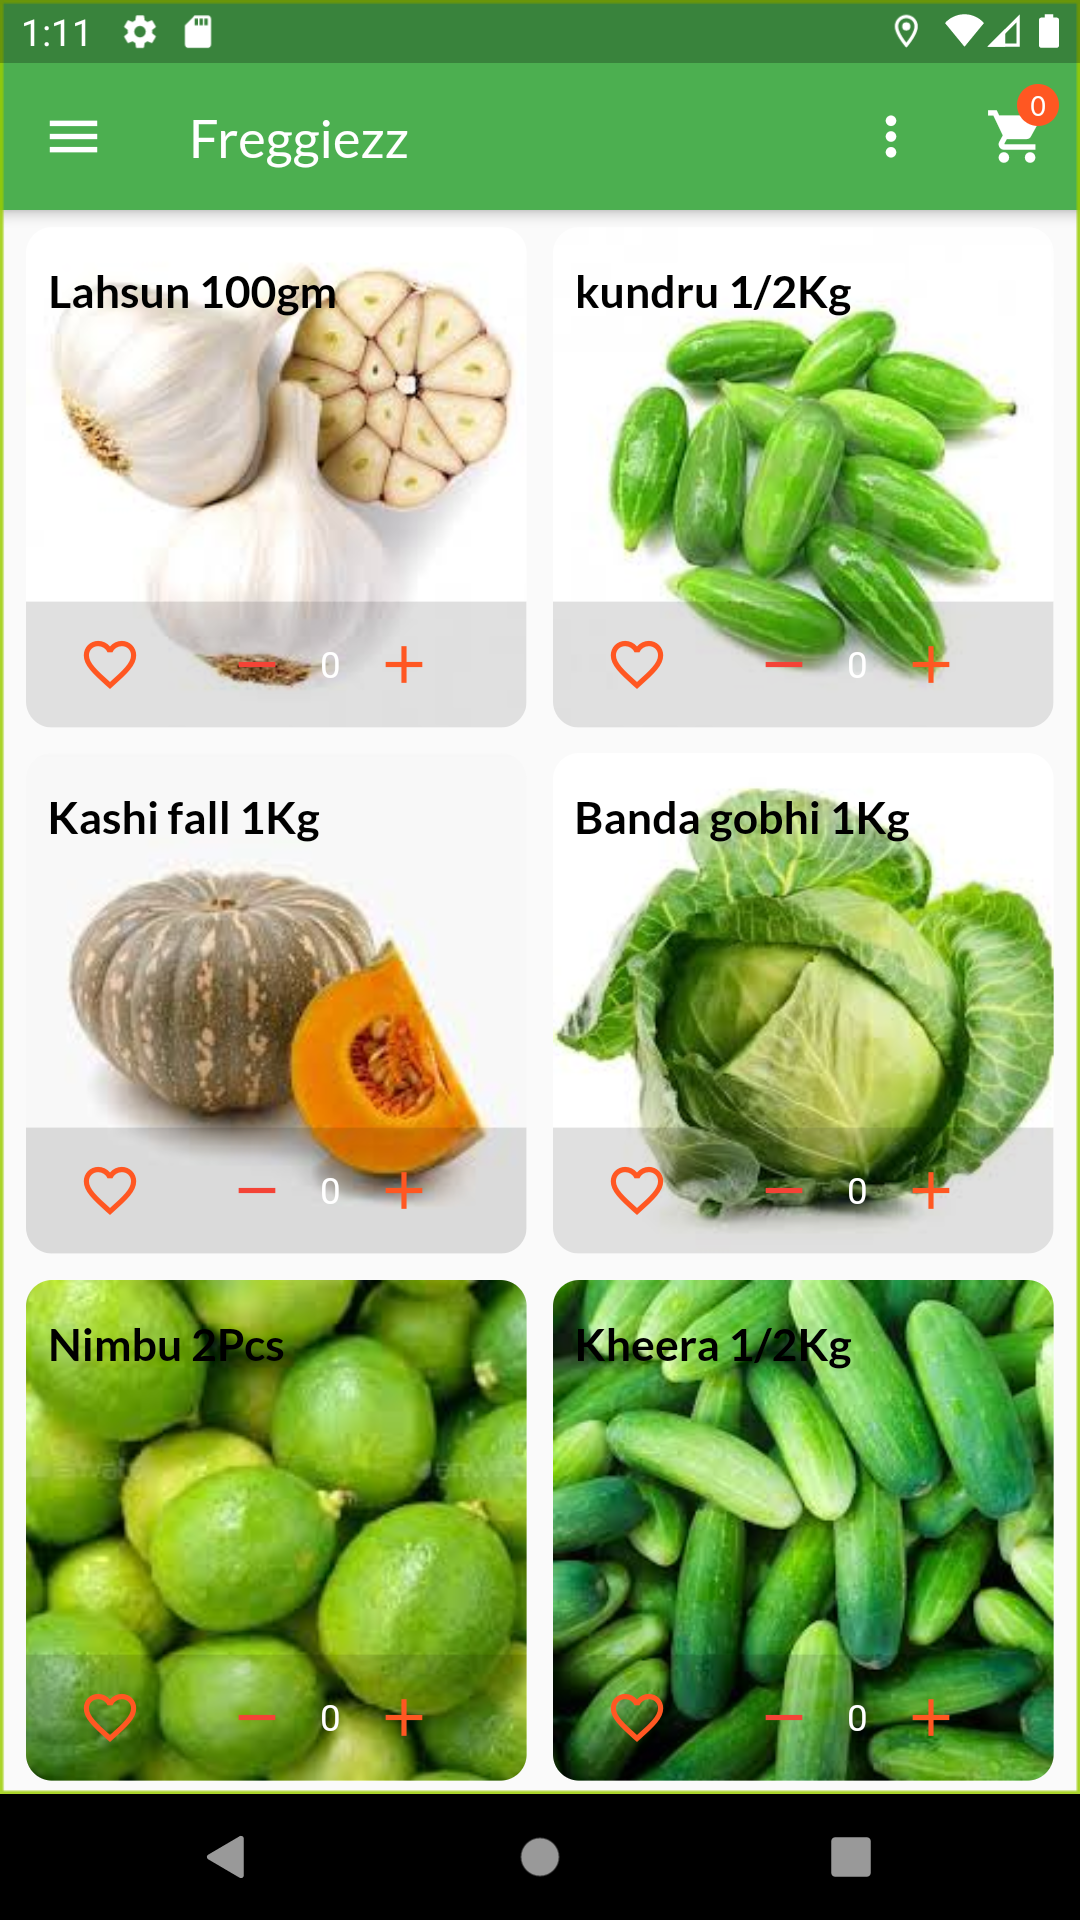 1:11
Freggiezz
0
Lahsun 100gm
kundru 1/2Kg
0
0
Kashi fall 1Kg
Banda gobhi 1Kg
0
0
Nimbu 2Pcs
Kheera 1/2Kg
0
0